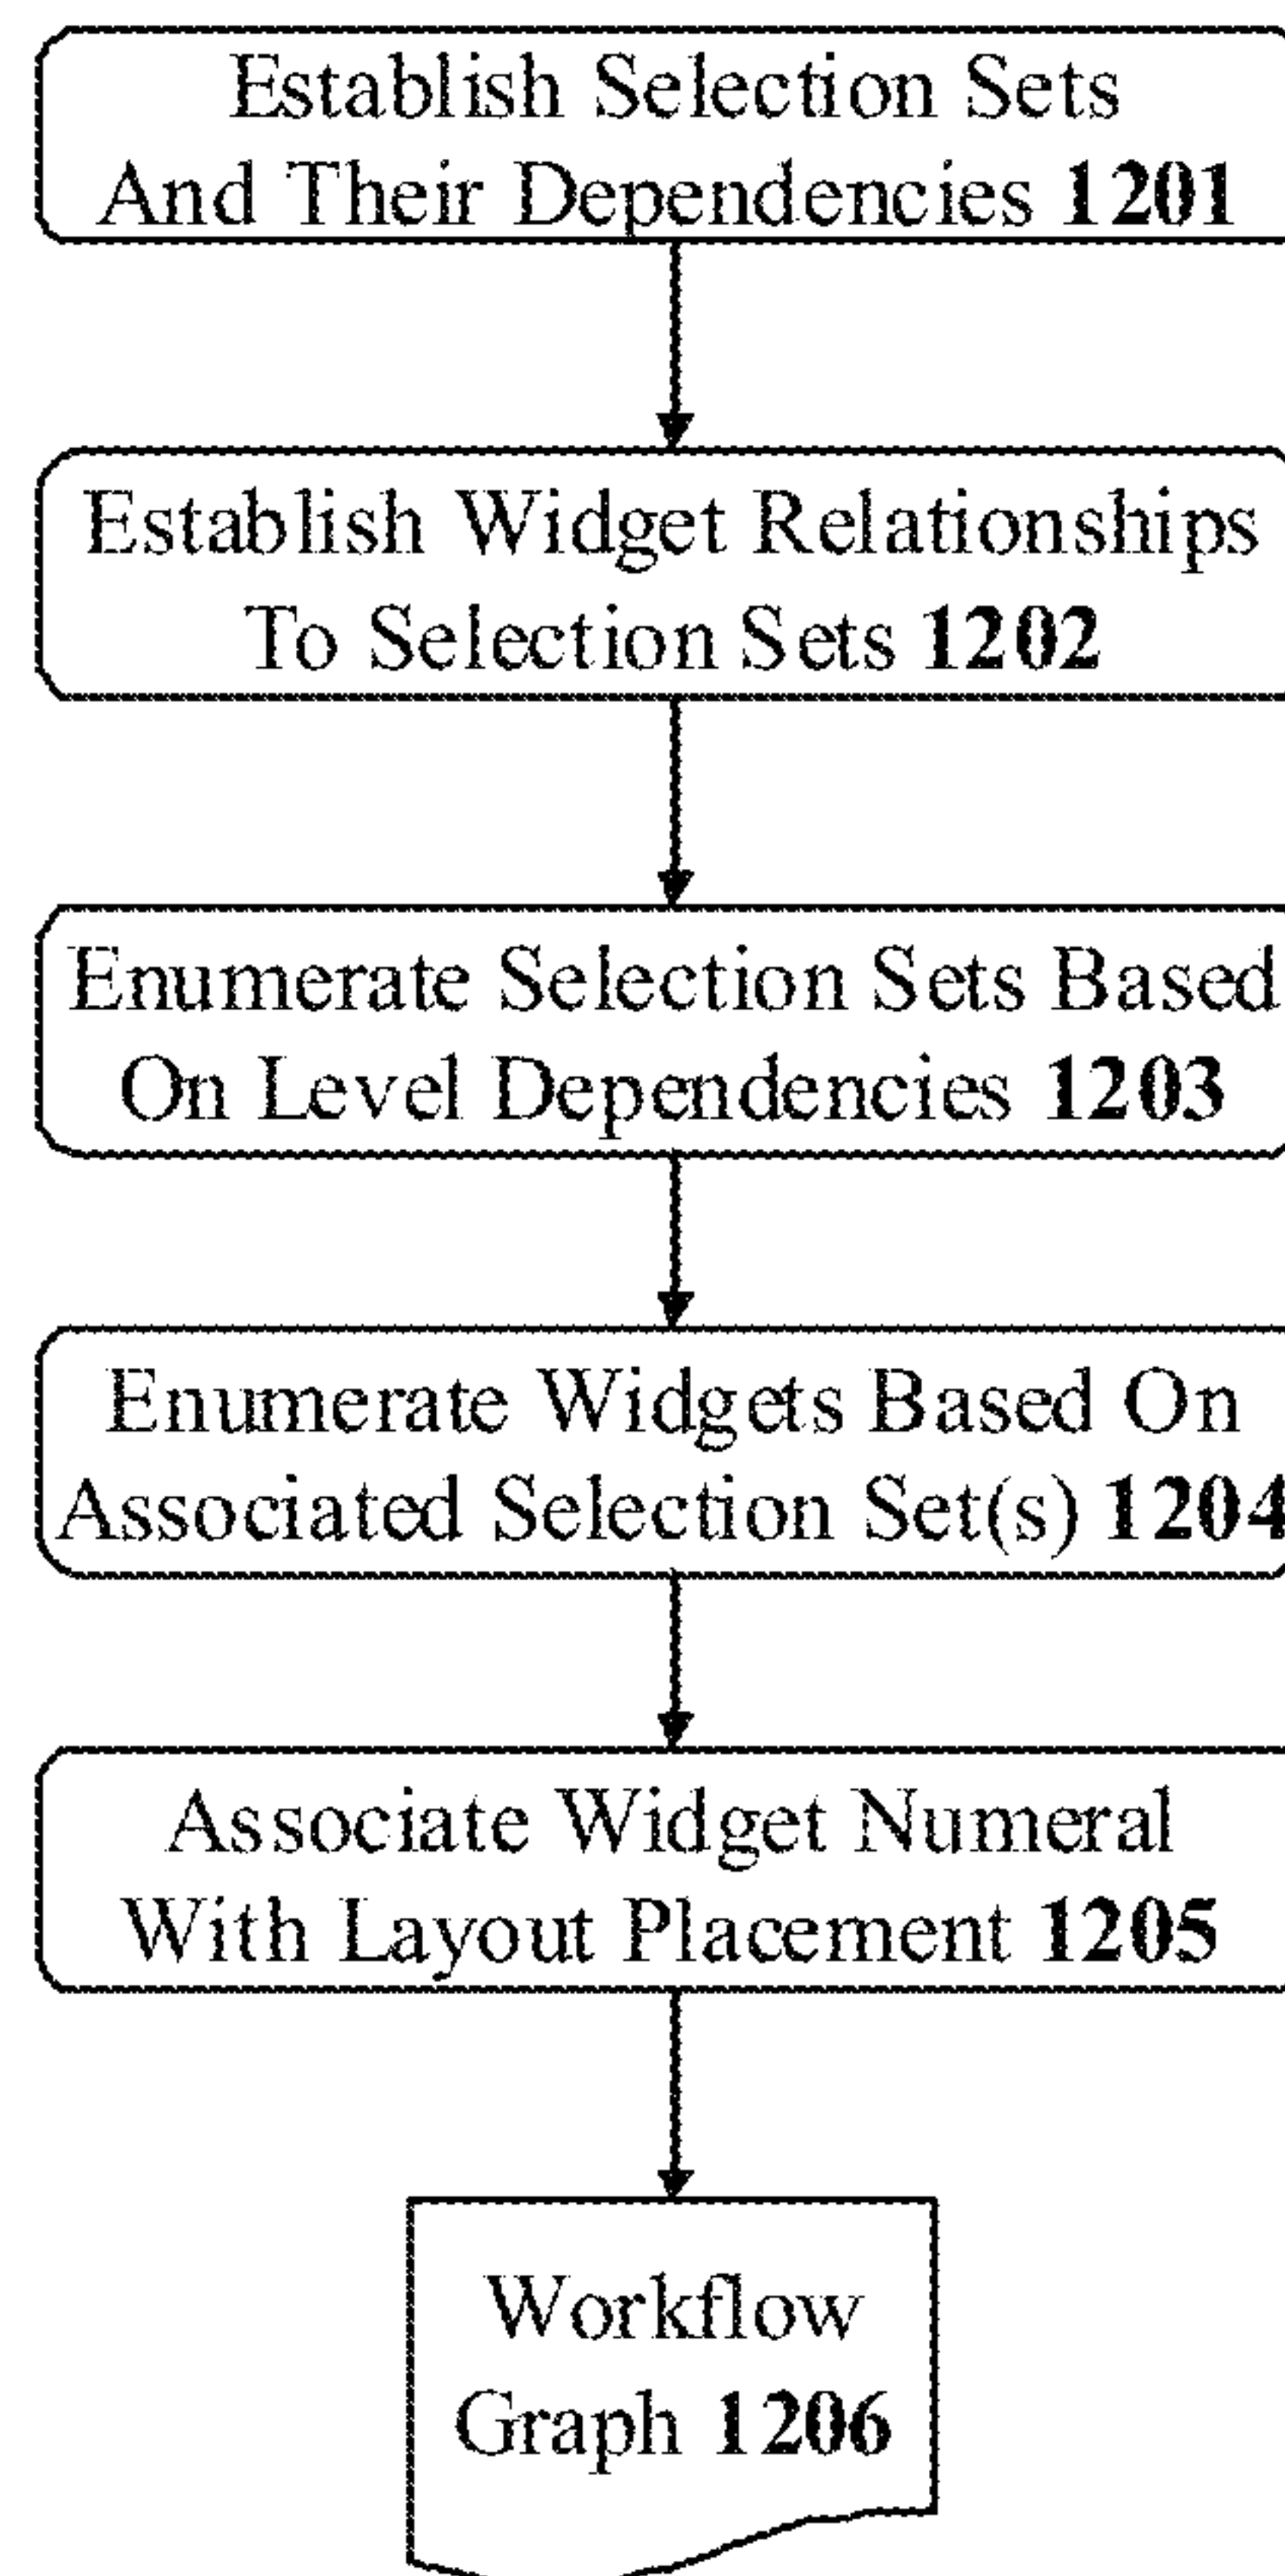 Establish Selection Sets
And Their Dependencies 1201
Establish Widget Relationships
To Selection Sets 1202
Enumerate Selection Sets Based
On Level Dependencies 1203
Enumerate Widgets Based On
Associated Selection Set(s) 1204
Associate Widget Numeral
With Layout Placement 1205
Workflow
Graph 1206